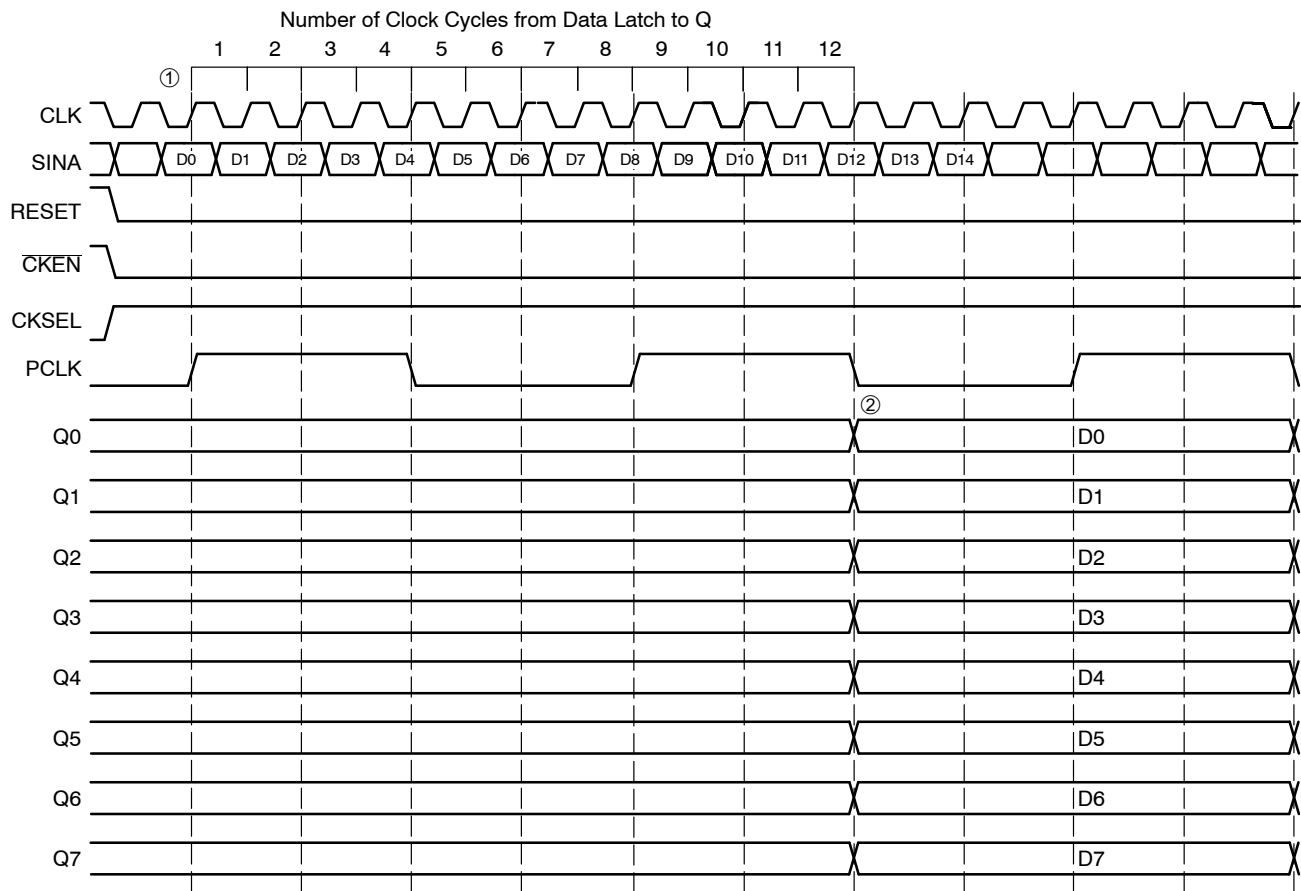 Number of Clock Cycles from Data Latch to Q
1 2 3 4 5 6 7 8 9 10 11 12
①
CLK
SINA D0 D1 D2 D3 D4 D5 D6 D7 D8 D9 D10 D11 D12 D13 D14
RESET
C̅K̅E̅N̅
CKSEL
PCLK
②
Q0 D0
Q1 D1
Q2 D2
Q3 D3
Q4 D4
Q5 D5
Q6 D6
Q7 D7